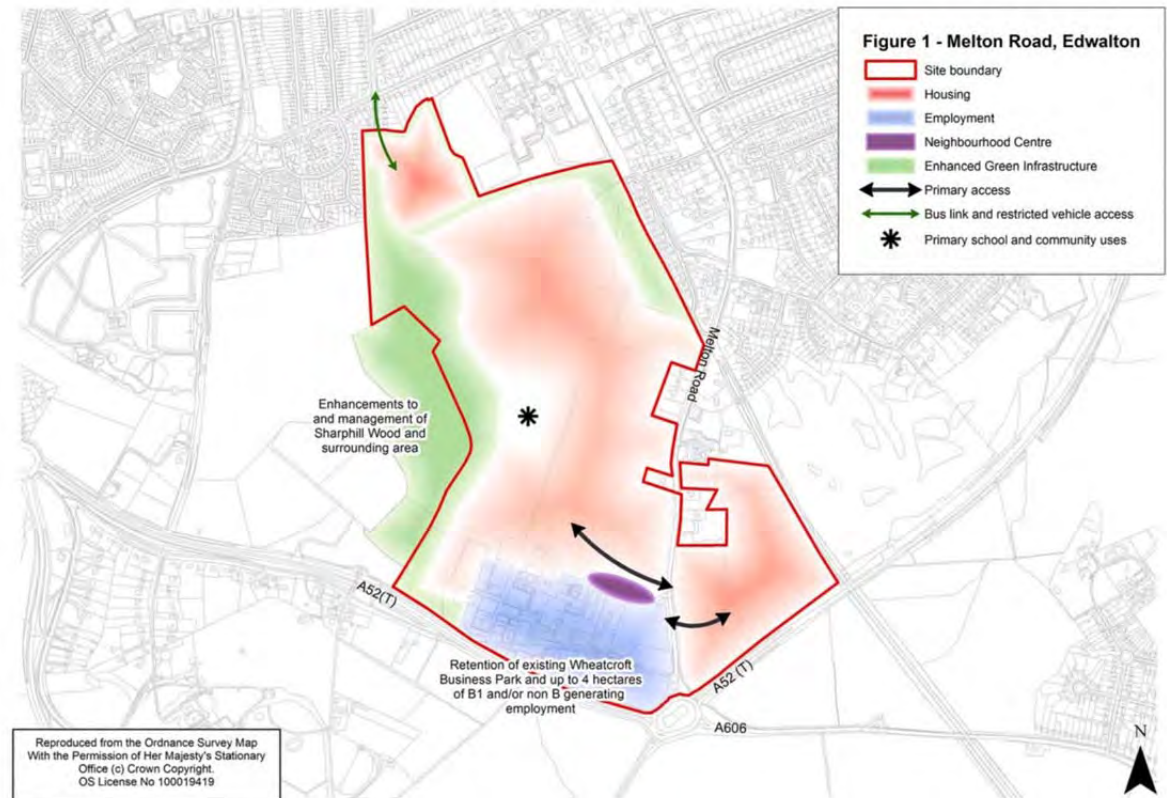 Figure 1 - Melton Road, Edwalton
Site boundary
Housing
Employment
Neighbourhood Centre
Enhanced Green Infrastructure
Primary access
Bus link and restricted vehicle access
Primary school and community uses
Melton Road
Enhancements to
and management of
Sharphill Wood and
surrounding area
A52(T)
Retention of existing Wheatcroft
Business Park and up to 4 hectares
of B1 and/or non B generating
employment
A52 (T)
A606
N
Reproduced from the Ordnance Survey Map
With the Permission of Her Majesty's Stationary
Office (c) Crown Copyright.
OS License No 100019419